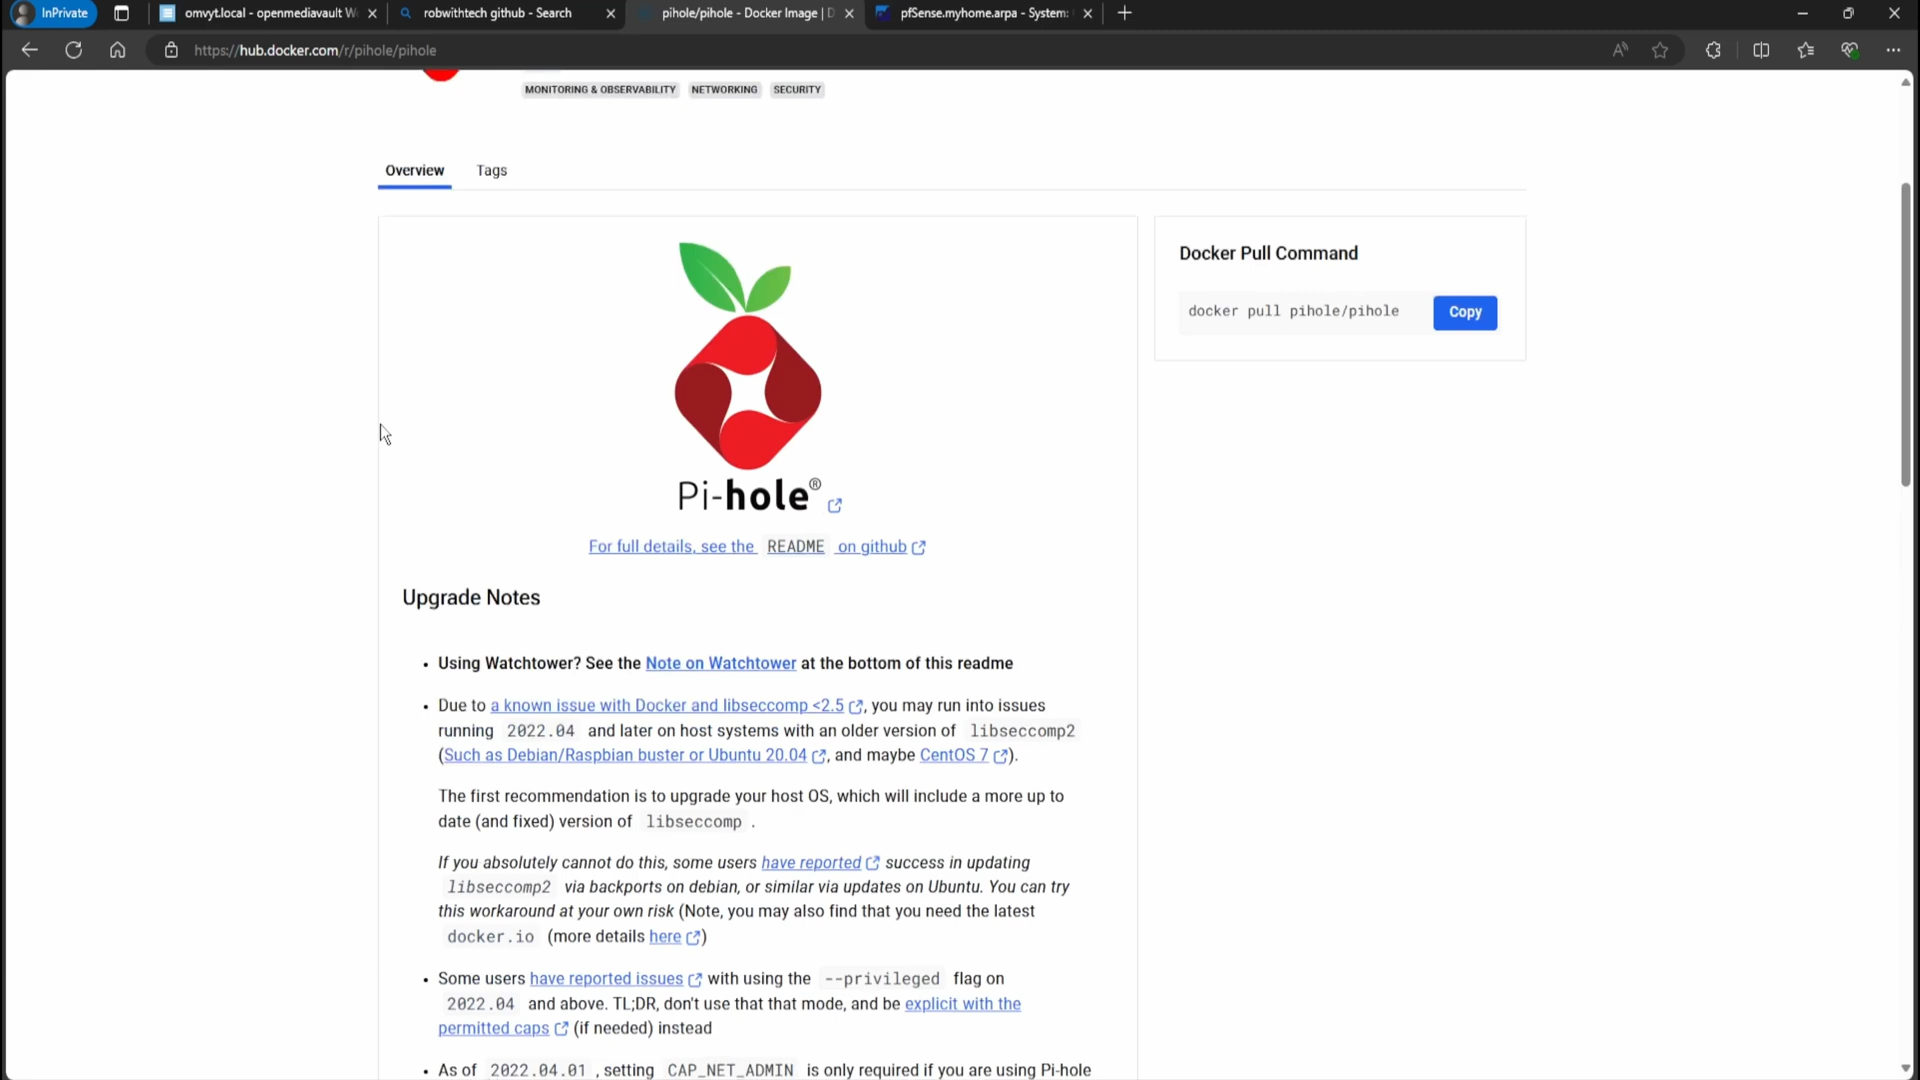 InPrivate
omvyt.local - openmediavault W
robwithtech github - Search
pihole/pihole - Docker Image | D
pfSense.myhome.arpa - System:
https://hub.docker.com/r/pihole/pihole
MONITORING & OBSERVABILITY NETWORKING SECURITY
Overview Tags
Docker Pull Command
docker pull pihole/pihole Copy
Pi-hole®
For full details, see the README on github
Upgrade Notes
• Using Watchtower? See the Note on Watchtower at the bottom of this readme
• Due to a known issue with Docker and libseccomp <2.5 , you may run into issues
running 2022.04 and later on host systems with an older version of libseccomp2
(Such as Debian/Raspbian buster or Ubuntu 20.04 , and maybe CentOS 7 ).
The first recommendation is to upgrade your host OS, which will include a more up to
date (and fixed) version of libseccomp .
If you absolutely cannot do this, some users have reported success in updating
libseccomp2 via backports on debian, or similar via updates on Ubuntu. You can try
this workaround at your own risk (Note, you may also find that you need the latest
docker.io (more details here )
• Some users have reported issues with using the --privileged flag on
2022.04 and above. TL;DR, don't use that that mode, and be explicit with the
permitted caps (if needed) instead
• As of 2022.04.01 , setting CAP_NET_ADMIN is only required if you are using Pi-hole